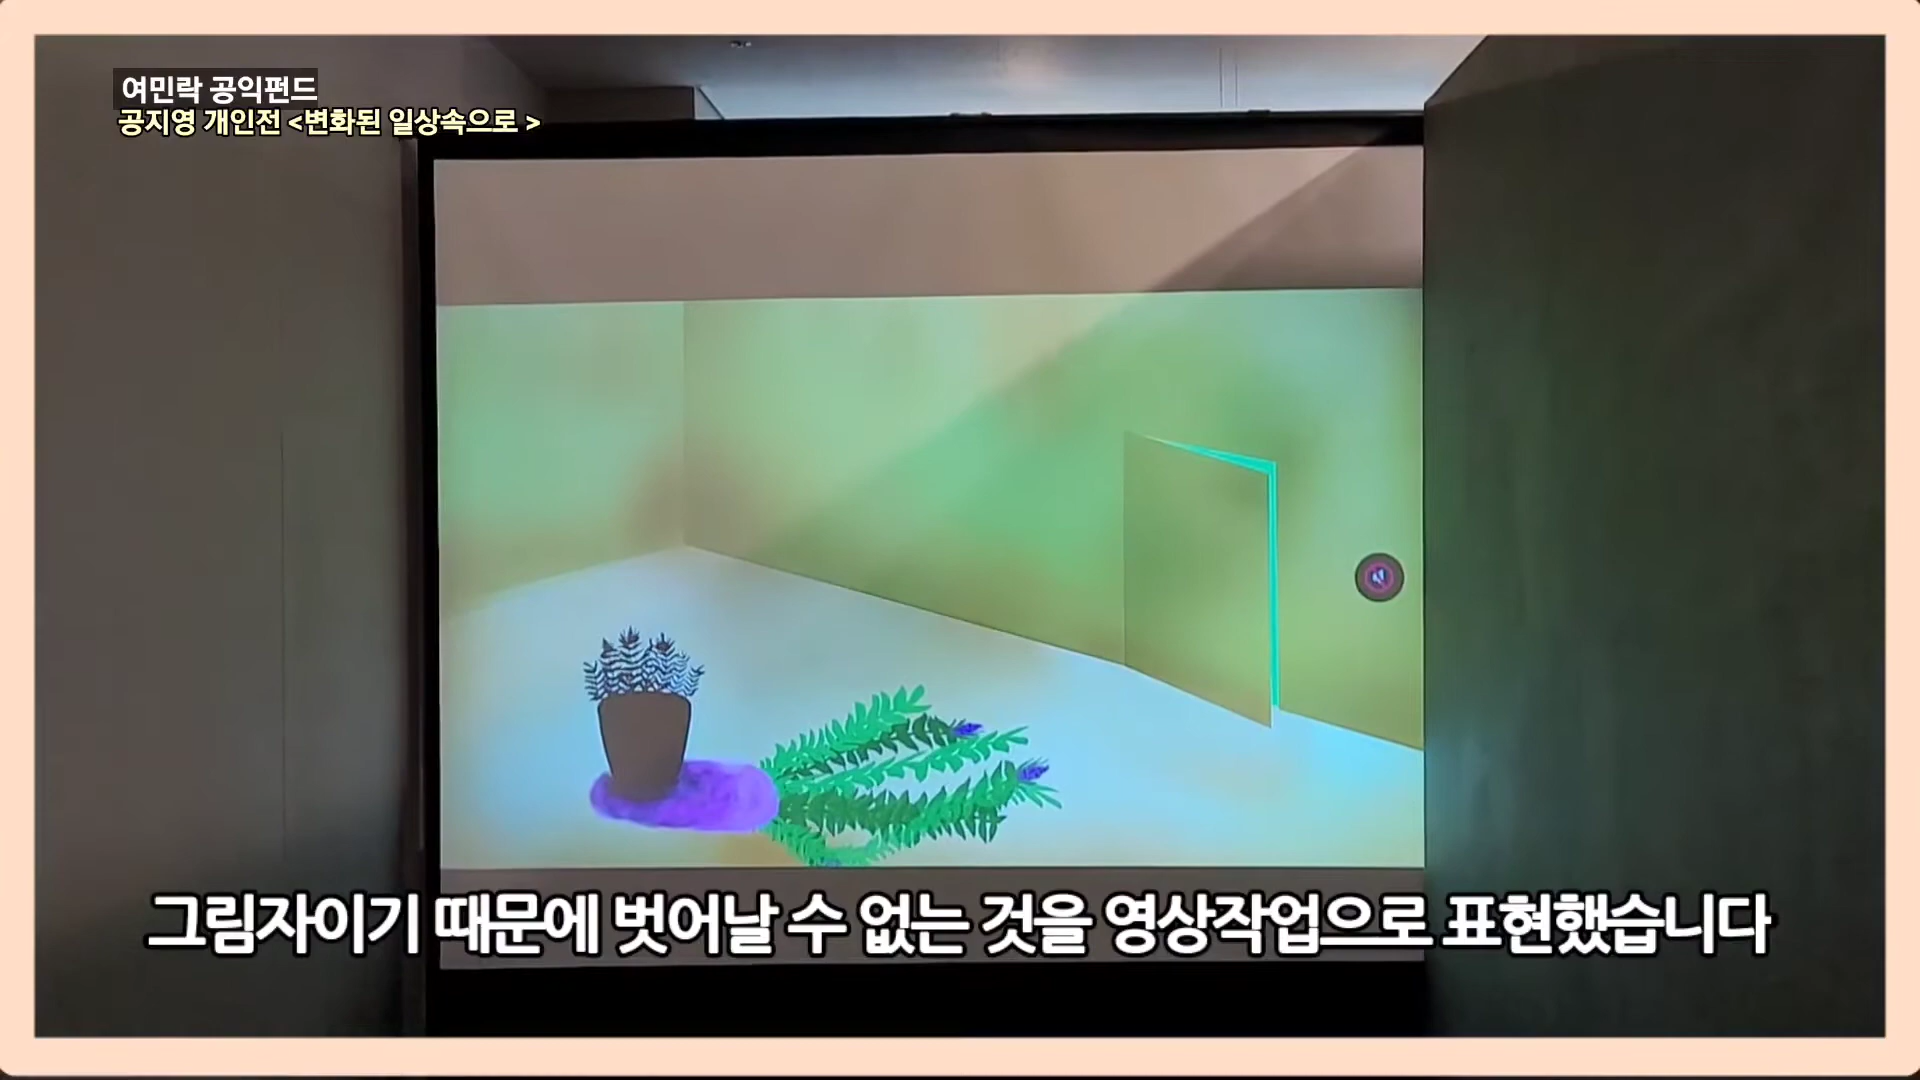 여민락 공익펀드
공지영 개인전 <변화된 일상속으로 >
그림자이기 때문에 벗어날 수 없는 것을 영상작업으로 표현했습니다